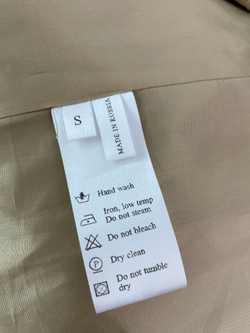 S
MADE IN RUSSIA
Hand wash
Iron, low temp
Do not steam
Do not bleach
P
Dry clean
Do not tumble
dry